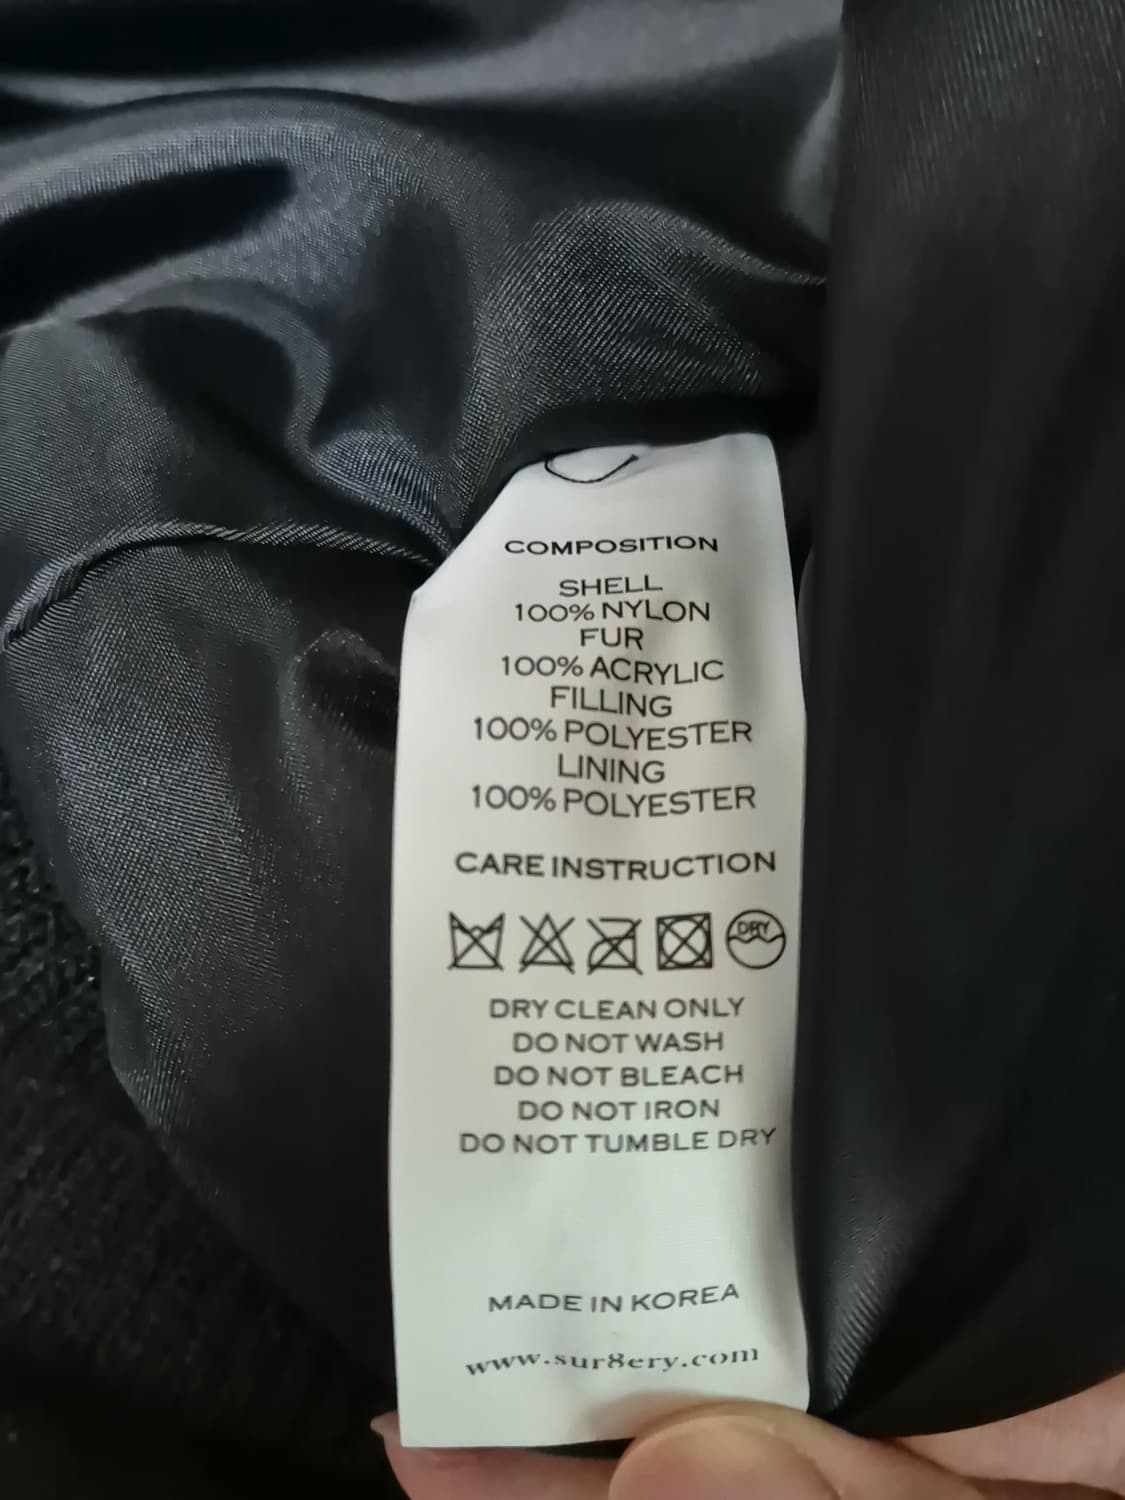 COMPOSITION
SHELL
100% NYLON
FUR
100% ACRYLIC
FILLING
100% POLYESTER
LINING
100% POLYESTER
CARE INSTRUCTION
DRY
DRY CLEAN ONLY
DO NOT WASH
DO NOT BLEACH
DO NOT IRON
DO NOT TUMBLE DRY
MADE IN KOREA
www.sur8ery.com